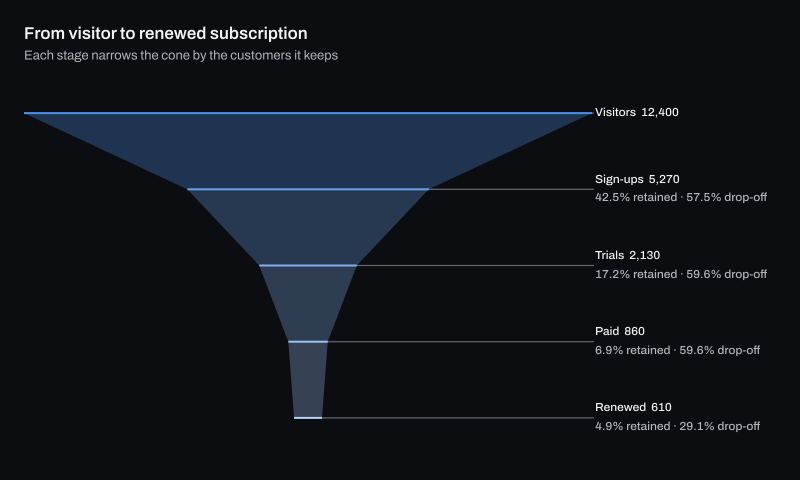 From visitor to renewed subscription
Each stage narrows the cone by the customers it keeps
Visitors 12,400
Sign-ups 5,270
42.5% retained · 57.5% drop-off
Trials 2,130
17.2% retained · 59.6% drop-off
Paid 860
6.9% retained · 59.6% drop-off
Renewed 610
4.9% retained · 29.1% drop-off